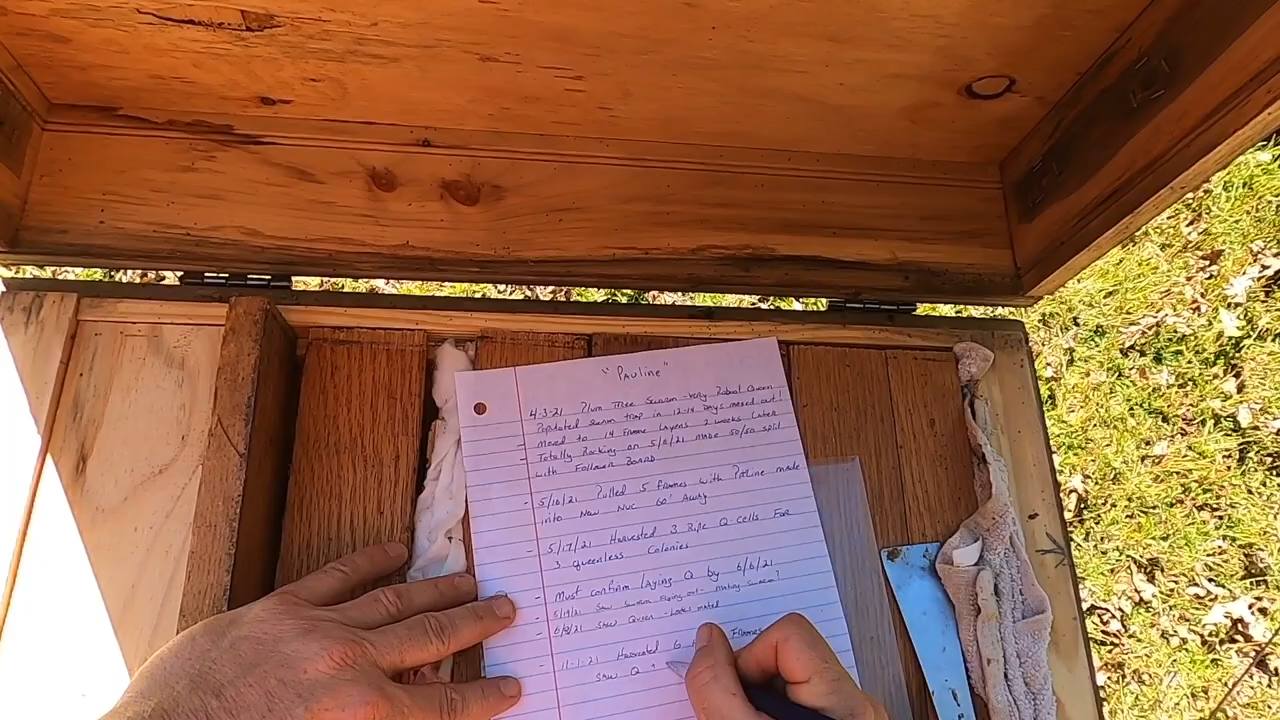 "Pauline"
4-3-21 Plum Tree Swarm - Very Robust Queen
Populated swarm trap in 12-14 Days maxed out!
- Moved to 14 Frame Layens 2 weeks Later
- Totally Rocking on 5/8/21 made 50/50 split
with Follower Board
- 5/10/21 Pulled 5 frames with Pauline made
into New Nuc 60' Away
- 5/17/21 Harvested 3 Ripe Q-cells For
3 queenless Colonies
- Must confirm laying Q by 6/6/21
- 5/19/21 Saw Swarm Flying out - Mating Swarm?
- 6/2/21 Saw Queen - Looks mated
- 11-1-21 Harvested 6 Frames
Saw Q